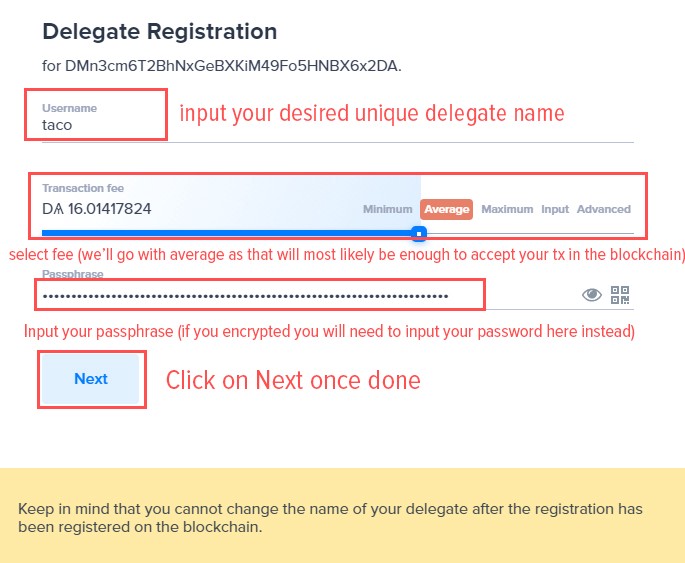 Delegate Registration
for DMn3cm6T2BhNxGeBXKiM49Fo5HNBX6x2DA.
Username
taco
input your desired unique delegate name
Transaction fee
DѦ 16.01417824
Minimum Average Maximum Input Advanced
select fee (we'll go with average as that will most likely be enough to accept your tx in the blockchain)
Passphrase
Input your passphrase (if you encrypted you will need to input your password here instead)
Next
Click on Next once done
Keep in mind that you cannot change the name of your delegate after the registration has
been registered on the blockchain.